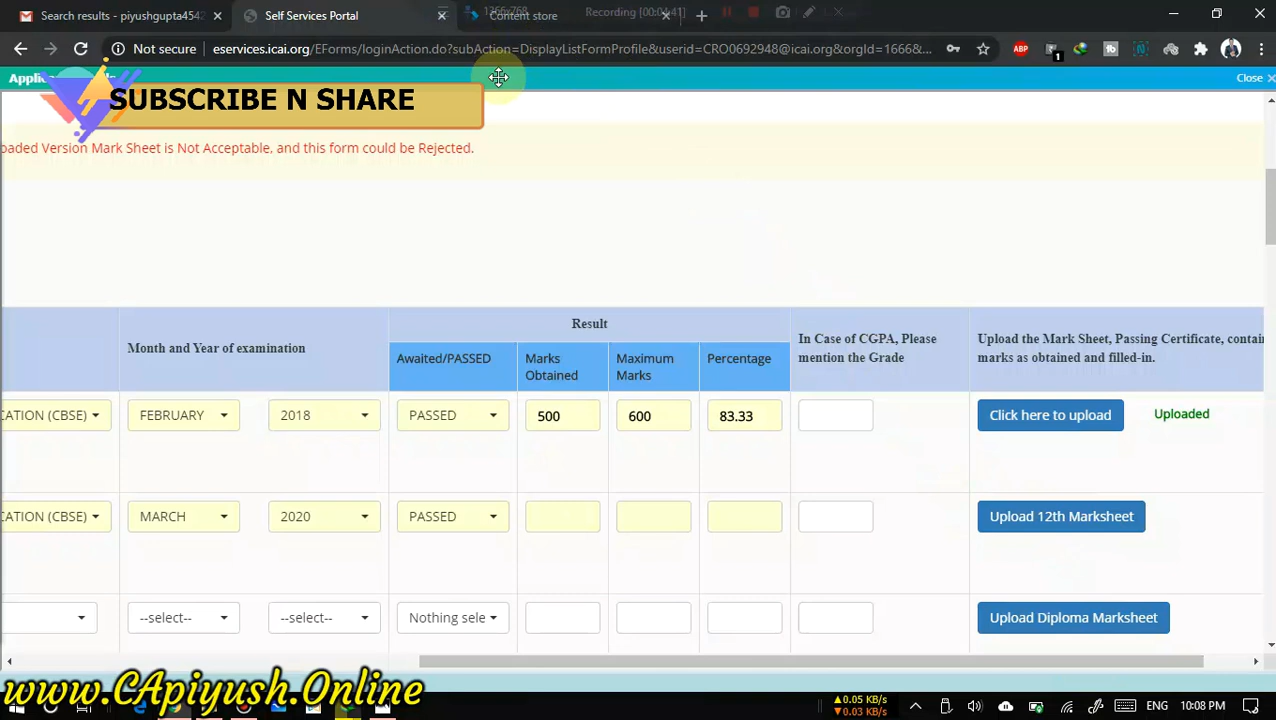 Search results - piyushgupta454
Self Services Portal
Content store
1366x768
Recording [00:01:41]
Not secure
eservices.icai.org/EForms/loginAction.do?subAction=DisplayListFormProfile&userid=CRO0692948@icai.org&orgId=1666&...
ABP
1
Close
SUBSCRIBE N SHARE
oaded Version Mark Sheet is Not Acceptable, and this form could be Rejected.
Result
Month and Year of examination
In Case of CGPA, Please
mention the Grade
Upload the Mark Sheet, Passing Certificate, contain
marks as obtained and filled-in.
Awaited/PASSED
Marks
Obtained
Maximum
Marks
Percentage
CATION (CBSE) FEBRUARY 2018 PASSED 500 600 83.33 Click here to upload Uploaded
CATION (CBSE) MARCH 2020 PASSED Upload 12th Marksheet
--select-- --select-- Nothing sele Upload Diploma Marksheet
www.CApiyush.Online
0.05 KB/s
0.03 KB/s
ENG 10:08 PM